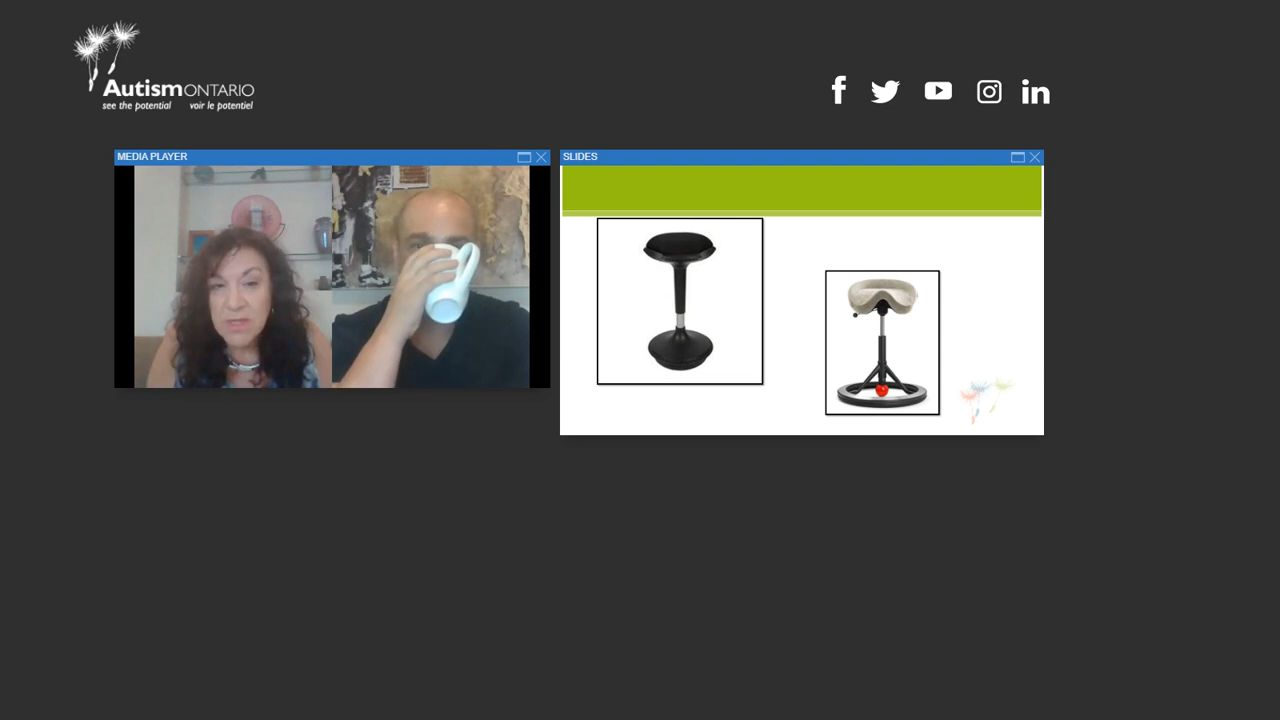 Autism ONTARIO
see the potential voir le potentiel
MEDIA PLAYER
SLIDES